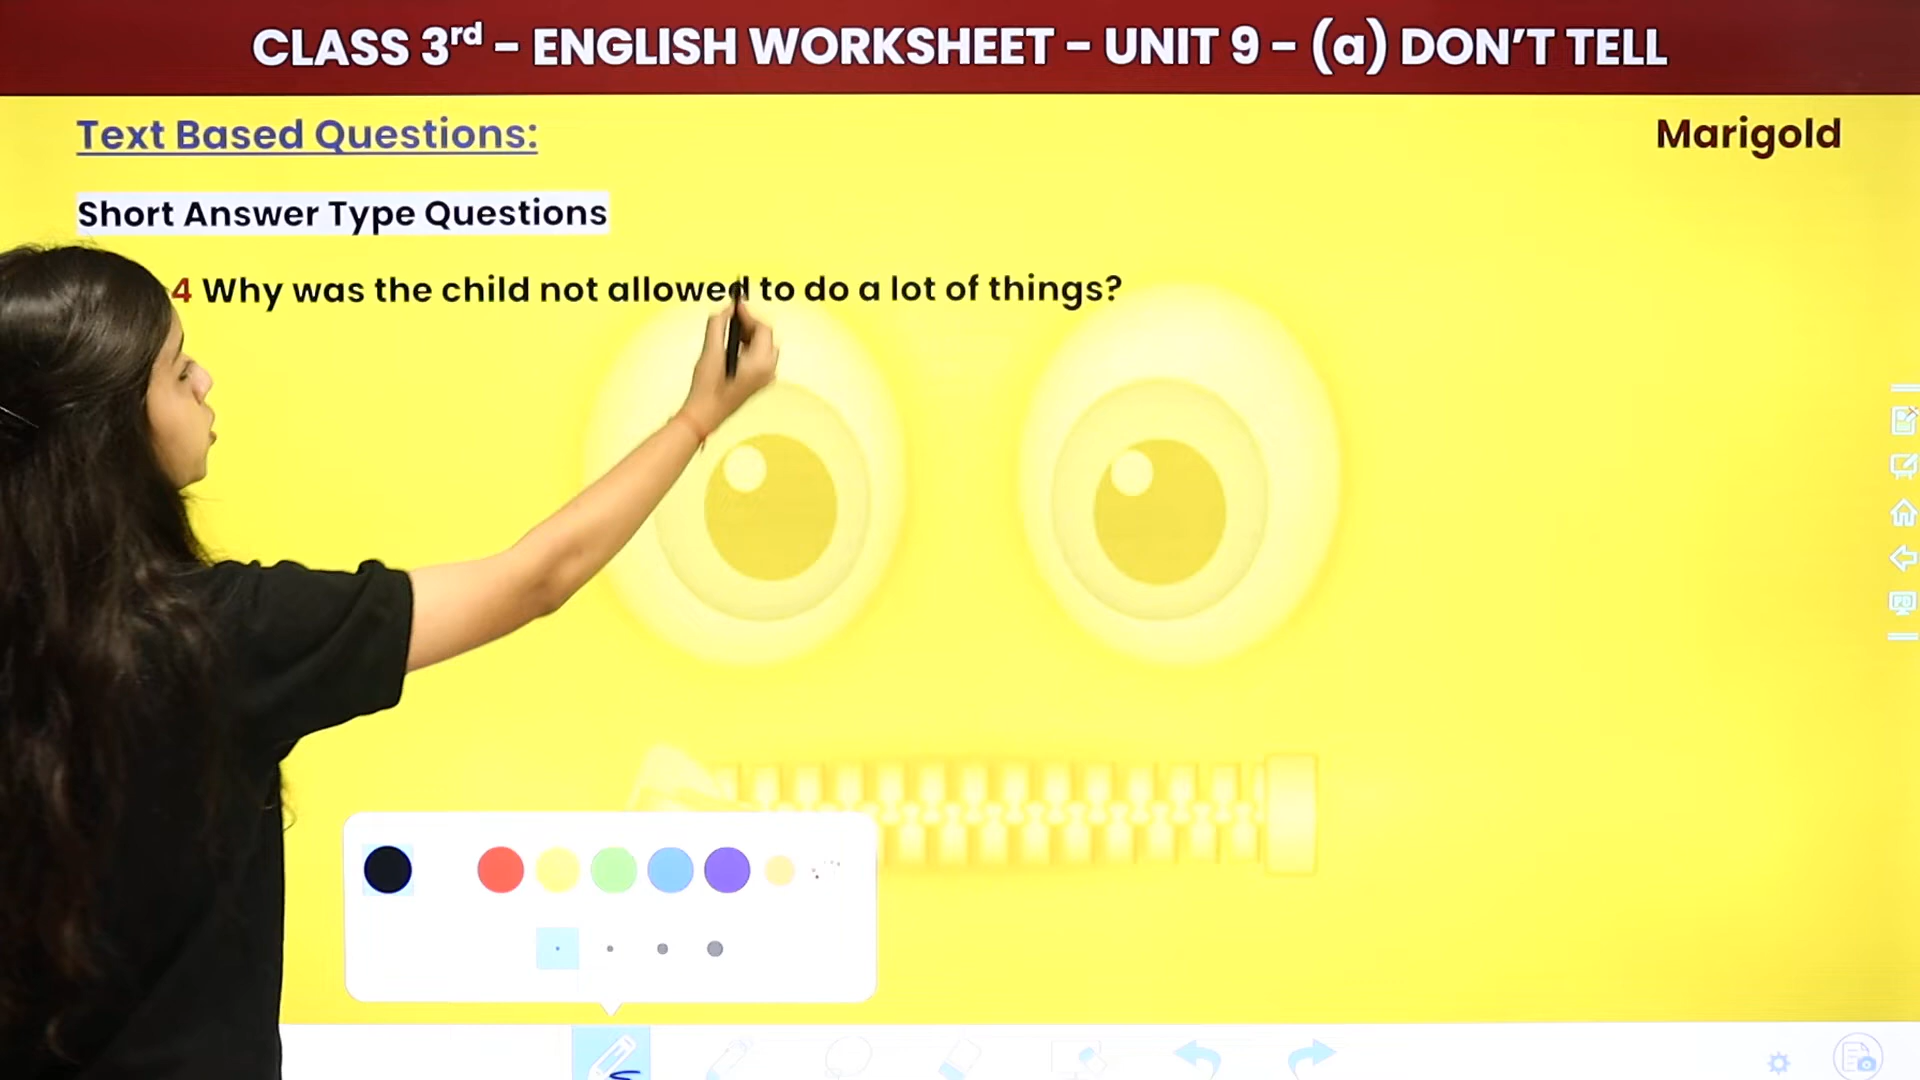 CLASS 3rd – ENGLISH WORKSHEET – UNIT 9 – (a) DON'T TELL
Text Based Questions:
Marigold
Short Answer Type Questions
4 Why was the child not allowed to do a lot of things?